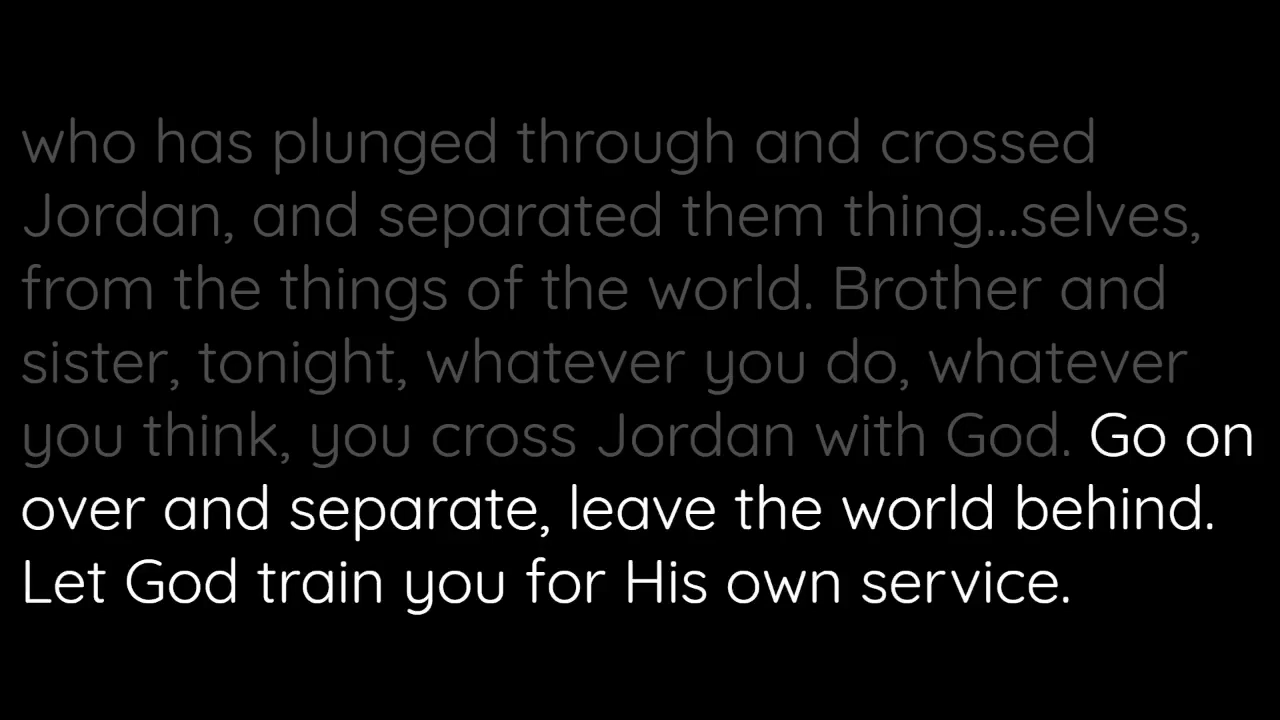 who has plunged through and crossed
Jordan, and separated them thing...selves,
from the things of the world. Brother and
sister, tonight, whatever you do, whatever
you think, you cross Jordan with God. Go on
over and separate, leave the world behind.
Let God train you for His own service.